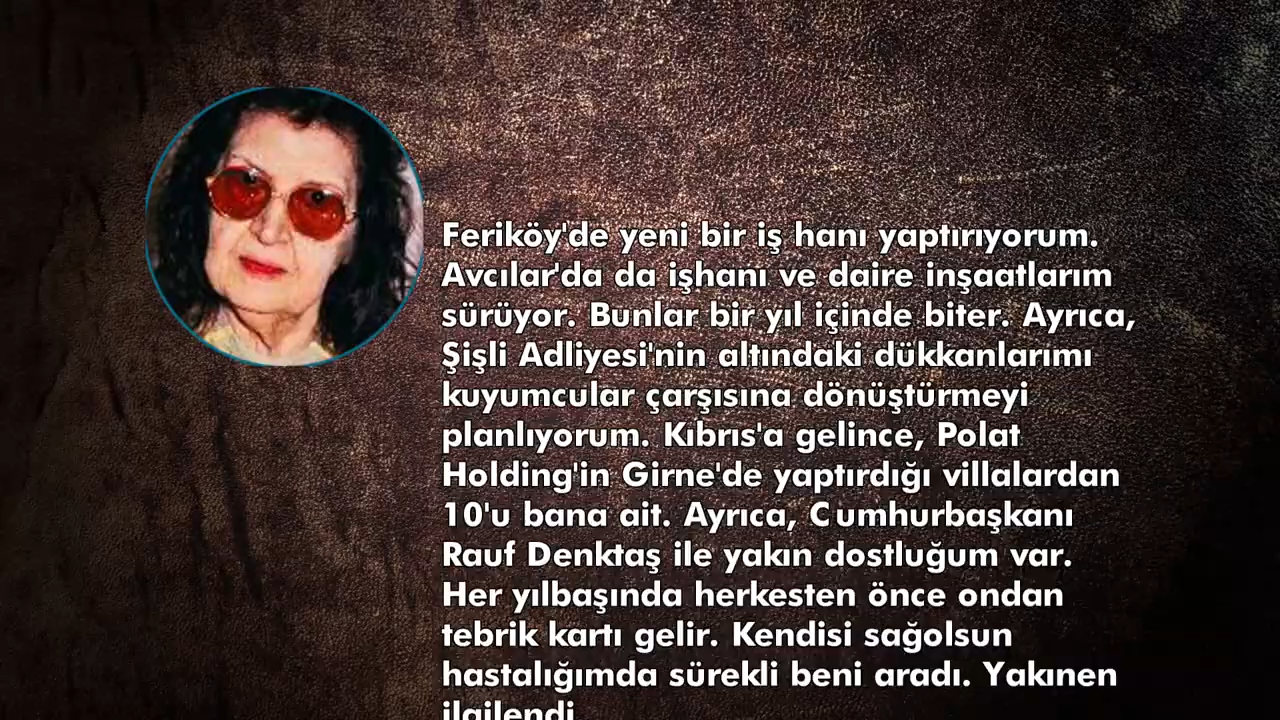 Feriköy'de yeni bir iş hanı yaptırıyorum.
Avcılar'da da işhanı ve daire inşaatlarım
sürüyor. Bunlar bir yıl içinde biter. Ayrıca,
Şişli Adliyesi'nin altındaki dükkanlarımı
kuyumcular çarşısına dönüştürmeyi
planlıyorum. Kıbrıs'a gelince, Polat
Holding'in Girne'de yaptırdığı villalardan
10'u bana ait. Ayrıca, Cumhurbaşkanı
Rauf Denktaş ile yakın dostluğum var.
Her yılbaşında herkesten önce ondan
tebrik kartı gelir. Kendisi sağolsun
hastalığımda sürekli beni aradı. Yakınen
ilgilendi